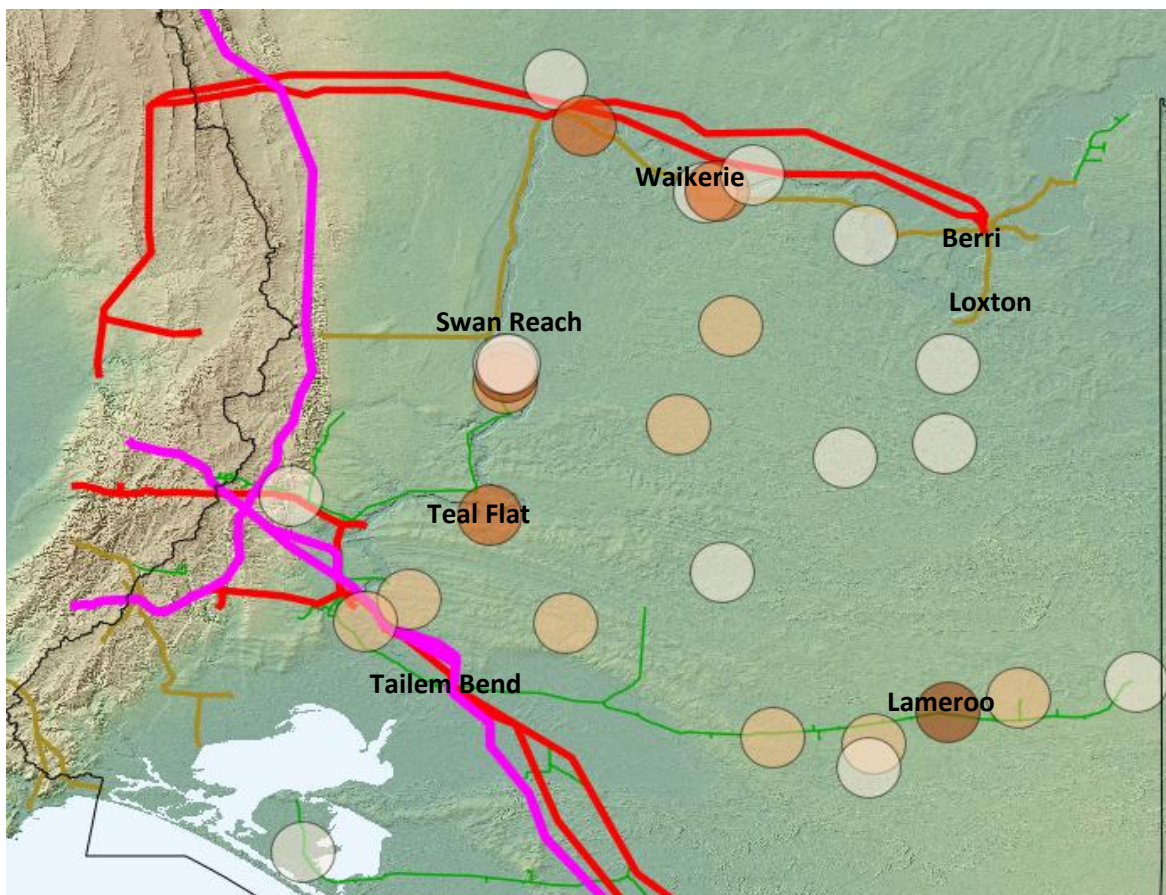 Waikerie
Berri
Loxton
Swan Reach
Teal Flat
Tailem Bend
Lameroo